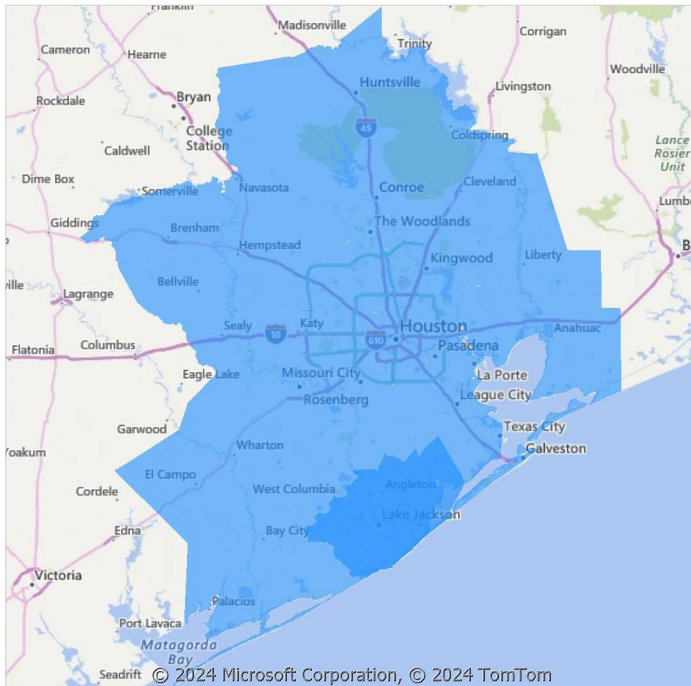 Franklin
Madisonville
Corrigan
Cameron
Hearne
Trinity
Woodville
Huntsville
Livingston
Rockdale
Bryan
College
Station
45
Coldspring
Caldwell
Lance
Rosier
Unit
Dime Box
Somerville
Navasota
Conroe
Cleveland
Giddings
Brenham
The Woodlands
Lumb
Hempstead
B
Kingwood
Liberty
ville
Bellville
Lagrange
Sealy
10
Katy
610
Houston
Anahuac
Flatonia
Columbus
Pasadena
Eagle Lake
Missouri City
La Porte
Rosenberg
League City
Garwood
Texas City
Yoakum
Wharton
Galveston
El Campo
West Columbia
Angleton
Cordele
Lake Jackson
Edna
Bay City
Victoria
Palacios
Port Lavaca
Matagorda
Bay
Seadrift
© 2024 Microsoft Corporation, © 2024 TomTom